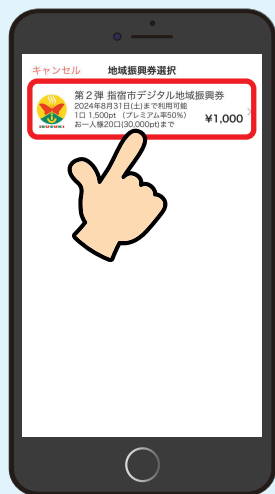 キャンセル 地域振興券選択
第2弾 指宿市デジタル地域振興券
2024年8月31日(土)まで利用可能
1口 1,500pt （プレミアム率50%）
お一人様20口(30,000pt)まで
¥1,000
IBUSUKI